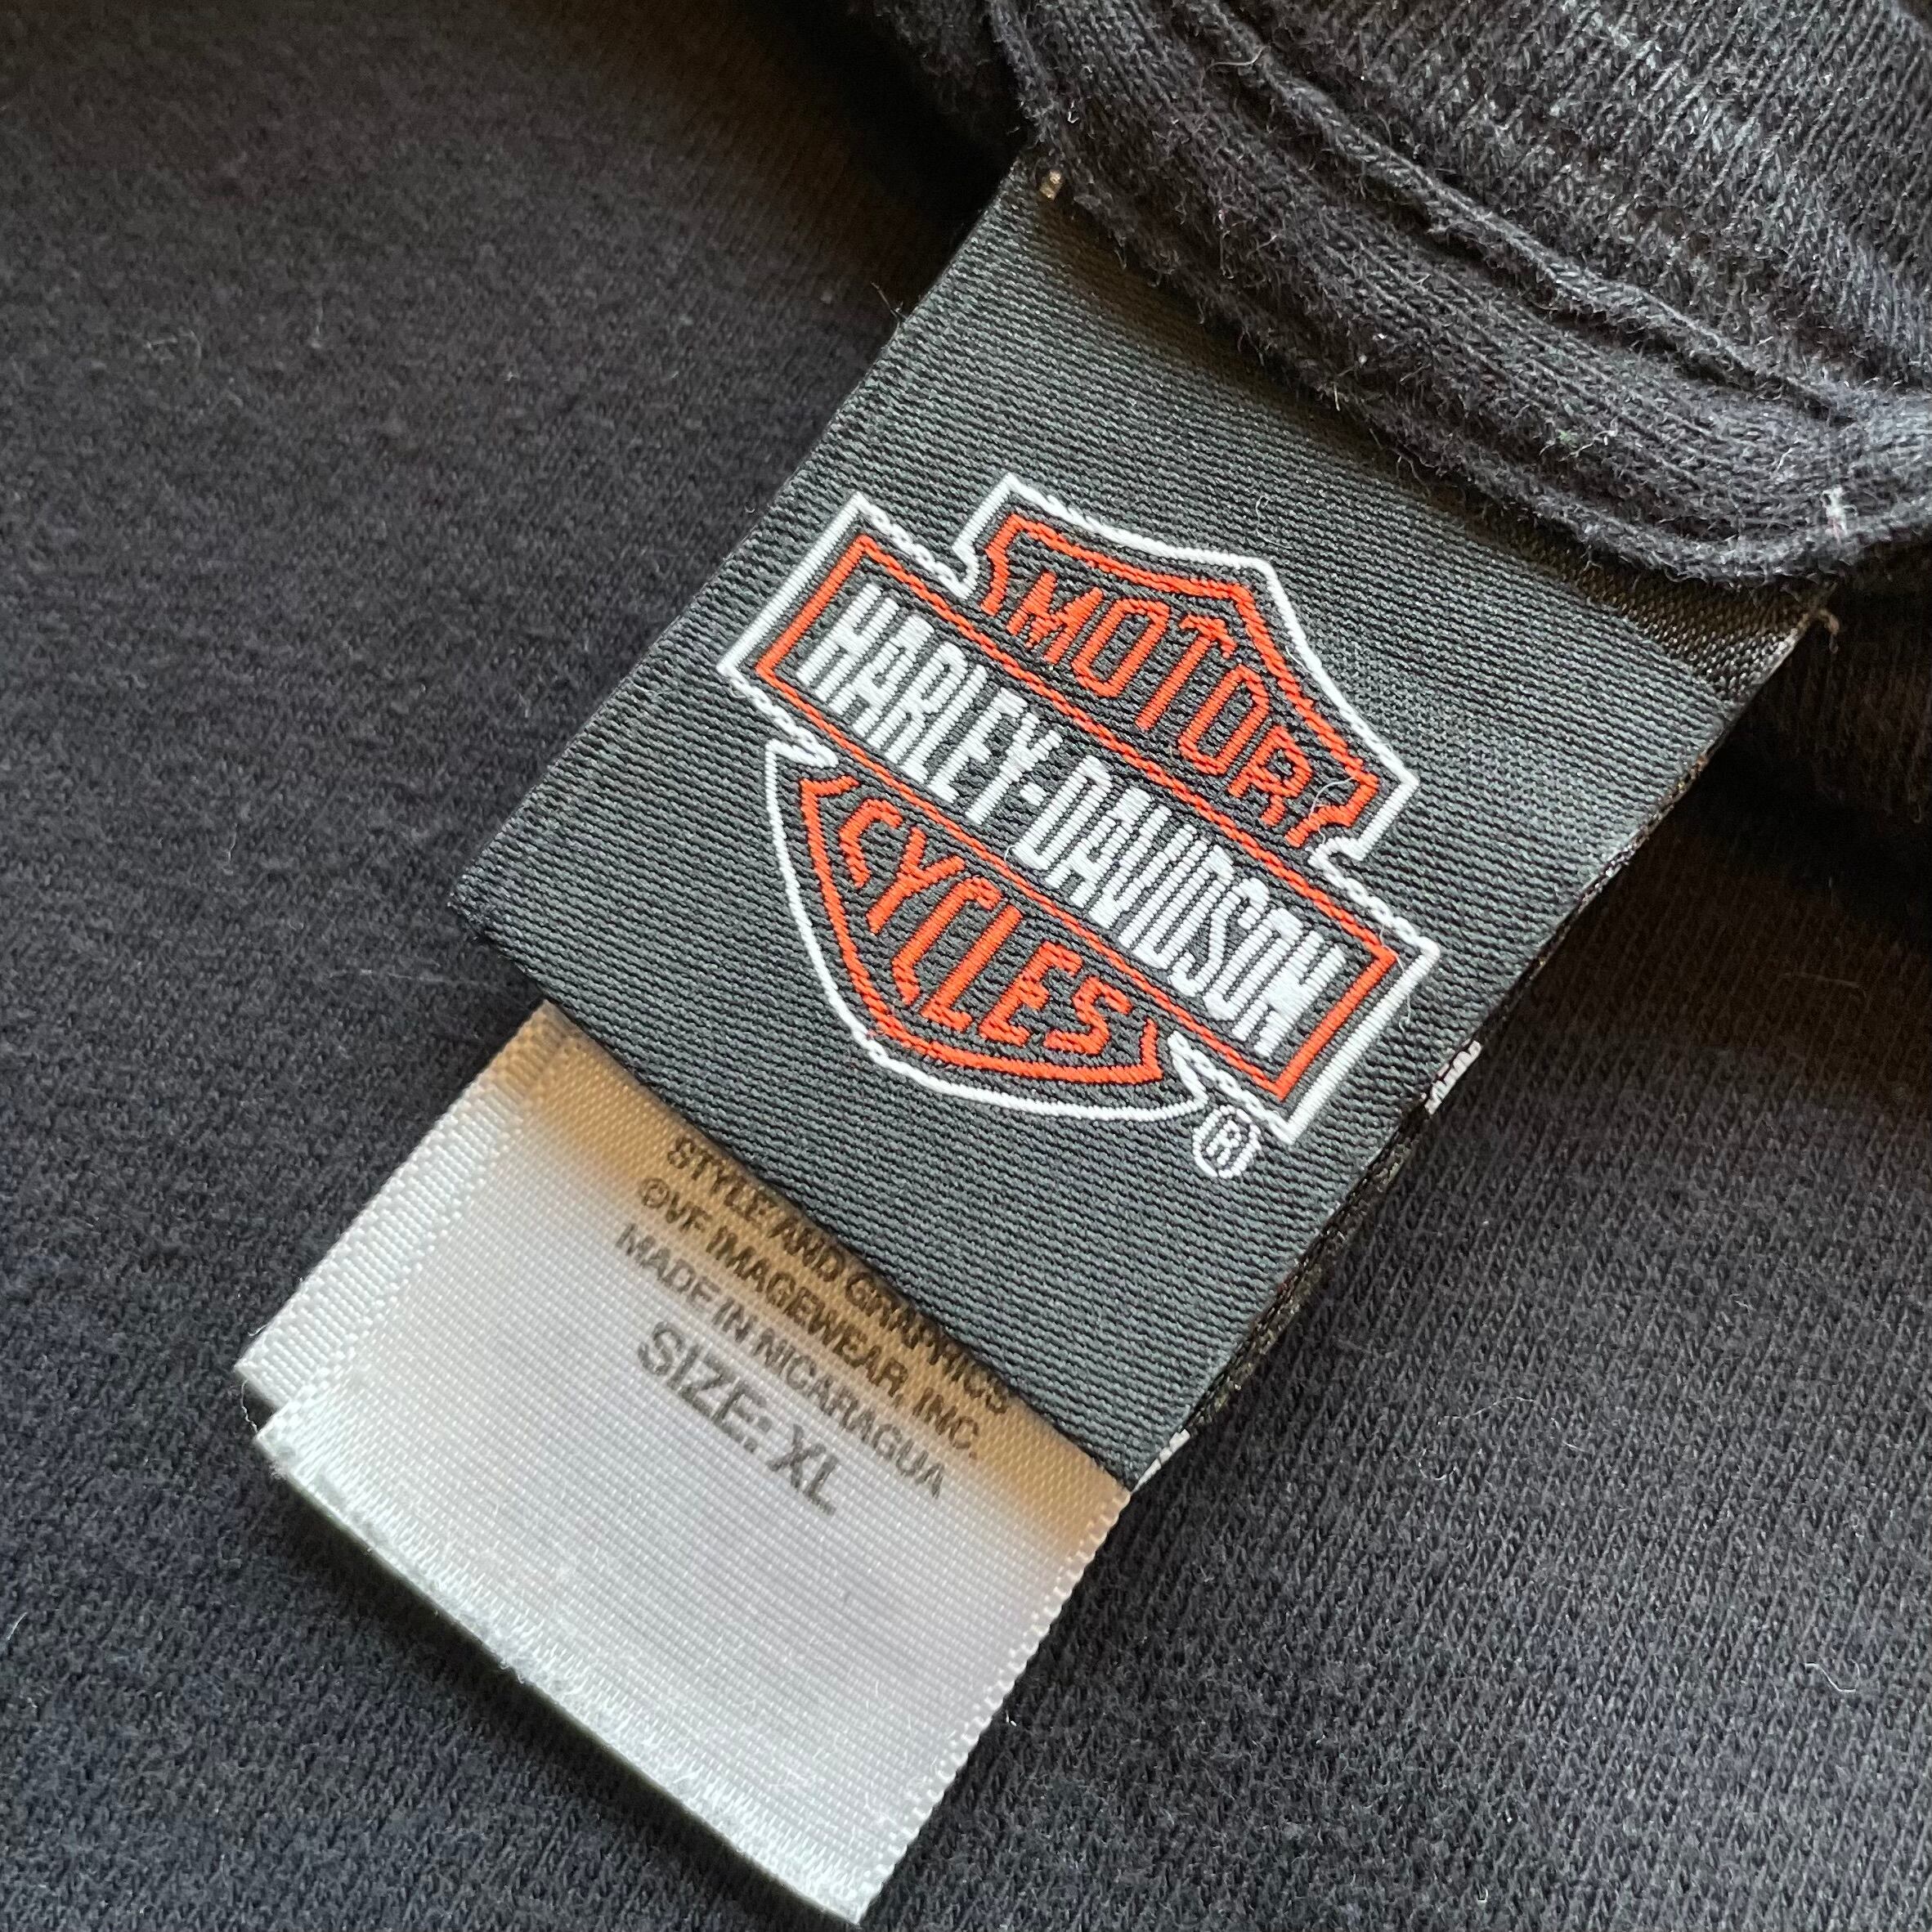 MOTOR
HARLEY-DAVIDSON
CYCLES
®
STYLE AND GRAPHICS
©VF IMAGEWEAR, INC.
MADE IN NICARAGUA
SIZE: XL